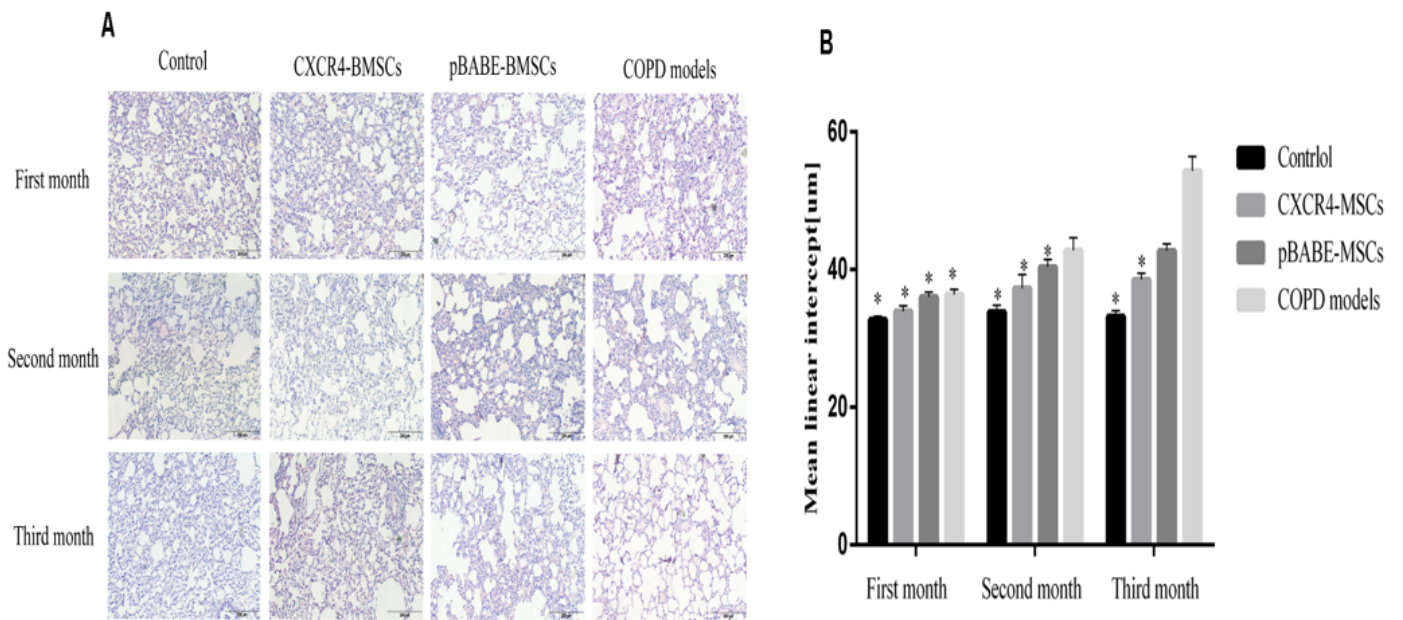 A
Control
CXCR4-BMSCs
pBABE-BMSCs
COPD models
First month
Second month
Third month
B
Mean linear intercept[um]
60
40
20
0
* * * *
* * *
* *
First month
Second month
Third month
Contrlol
CXCR4-MSCs
pBABE-MSCs
COPD models